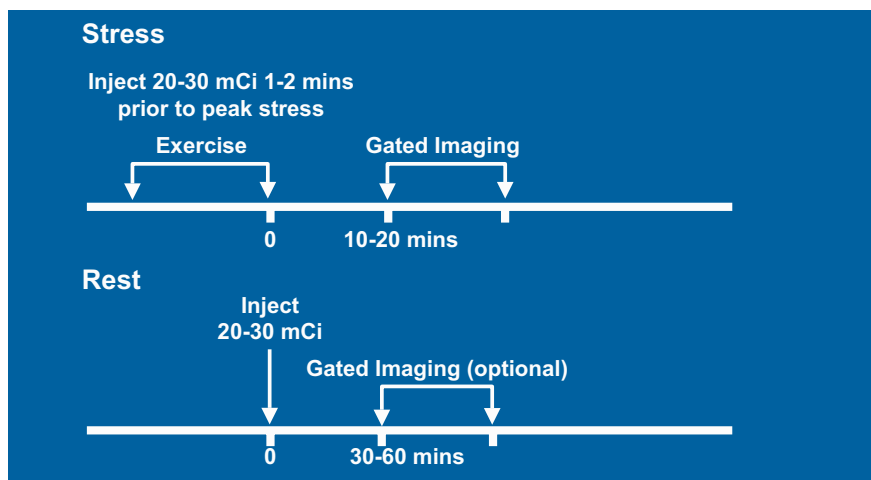 Stress
Inject 20-30 mCi 1-2 mins
prior to peak stress
Exercise
Gated Imaging
0
10-20 mins
Rest
Inject
20-30 mCi
Gated Imaging (optional)
0
30-60 mins